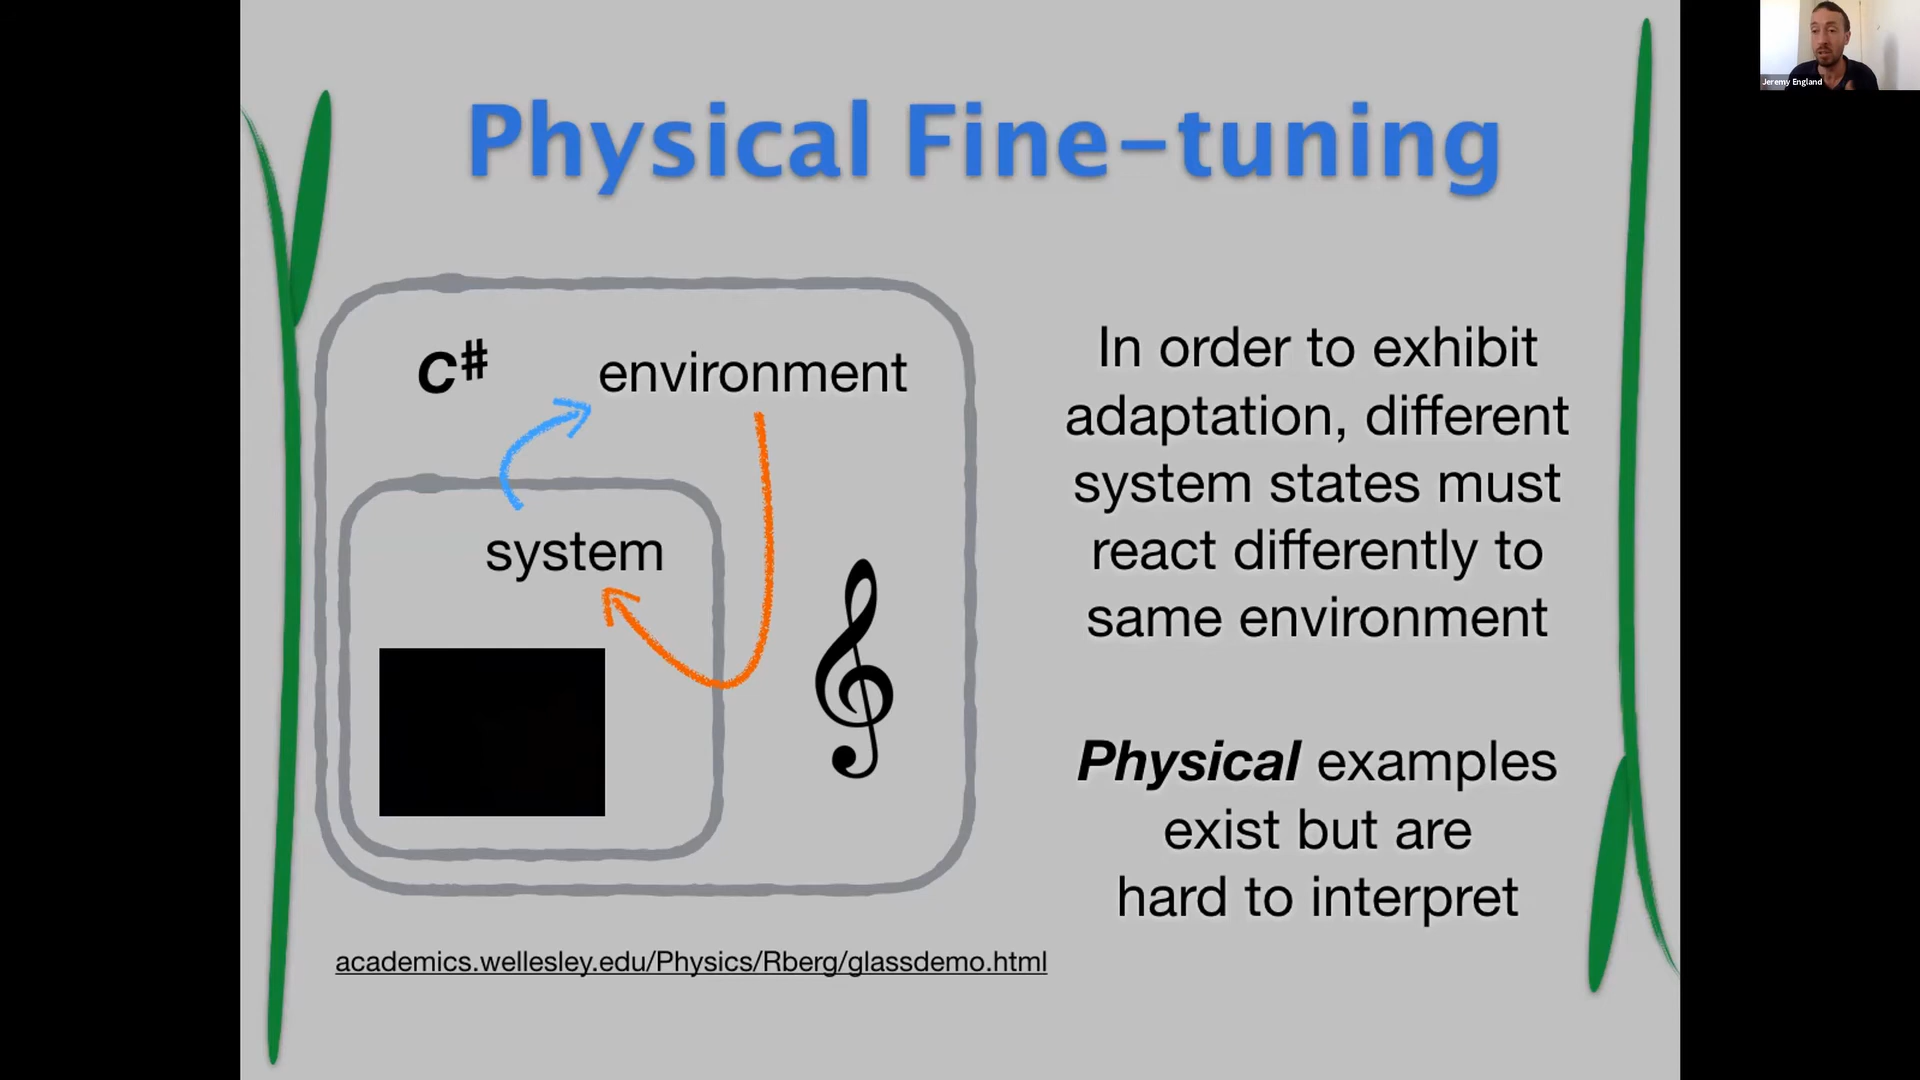 Jeremy England
Physical Fine-tuning
C♯
environment
system
In order to exhibit
adaptation, different
system states must
react differently to
same environment
Physical examples
exist but are
hard to interpret
academics.wellesley.edu/Physics/Rberg/glassdemo.html